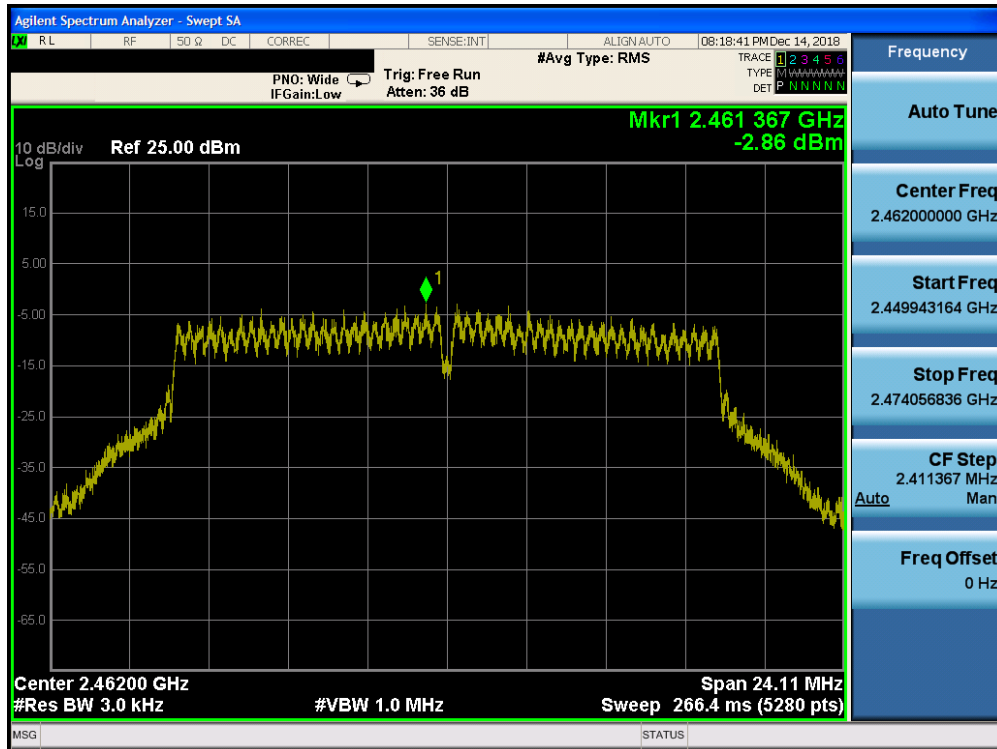 Agilent Spectrum Analyzer - Swept SA
LXI RL RF 50 Ω DC CORREC SENSE:INT ALIGN AUTO 08:18:41 PM Dec 14, 2018
#Avg Type: RMS
TRACE 1 2 3 4 5 6
PNO: Wide Trig: Free Run
TYPE M WWWWW
IFGain:Low Atten: 36 dB
DET P N N N N N
Mkr1 2.461 367 GHz
-2.86 dBm
10 dB/div Ref 25.00 dBm
Log
15.0
5.00
1
-5.00
-15.0
-25.0
-35.0
-45.0
-55.0
-65.0
Center 2.46200 GHz Span 24.11 MHz
#Res BW 3.0 kHz #VBW 1.0 MHz Sweep 266.4 ms (5280 pts)
MSG STATUS
Frequency
Auto Tune
Center Freq
2.462000000 GHz
Start Freq
2.449943164 GHz
Stop Freq
2.474056836 GHz
CF Step
2.411367 MHz
Auto Man
Freq Offset
0 Hz